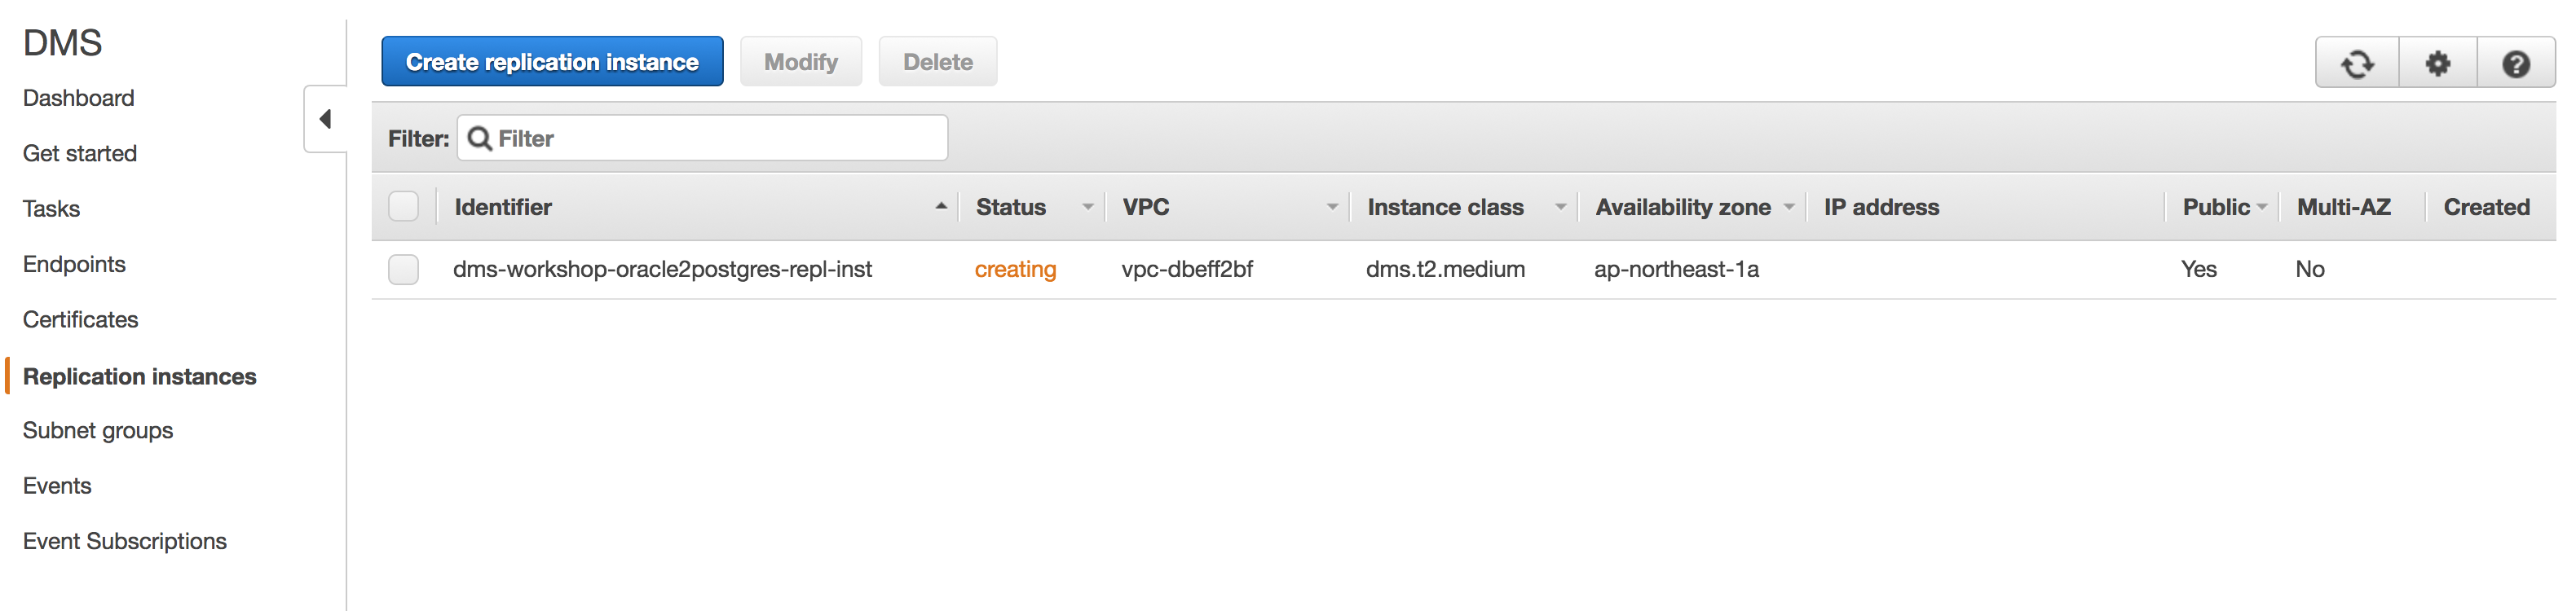 DMS
Dashboard
Get started
Tasks
Endpoints
Certificates
Replication instances
Subnet groups
Events
Event Subscriptions
Create replication instance Modify Delete
Filter: Filter
Identifier Status VPC Instance class Availability zone IP address Public Multi-AZ Created
dms-workshop-oracle2postgres-repl-inst creating vpc-dbeff2bf dms.t2.medium ap-northeast-1a Yes No